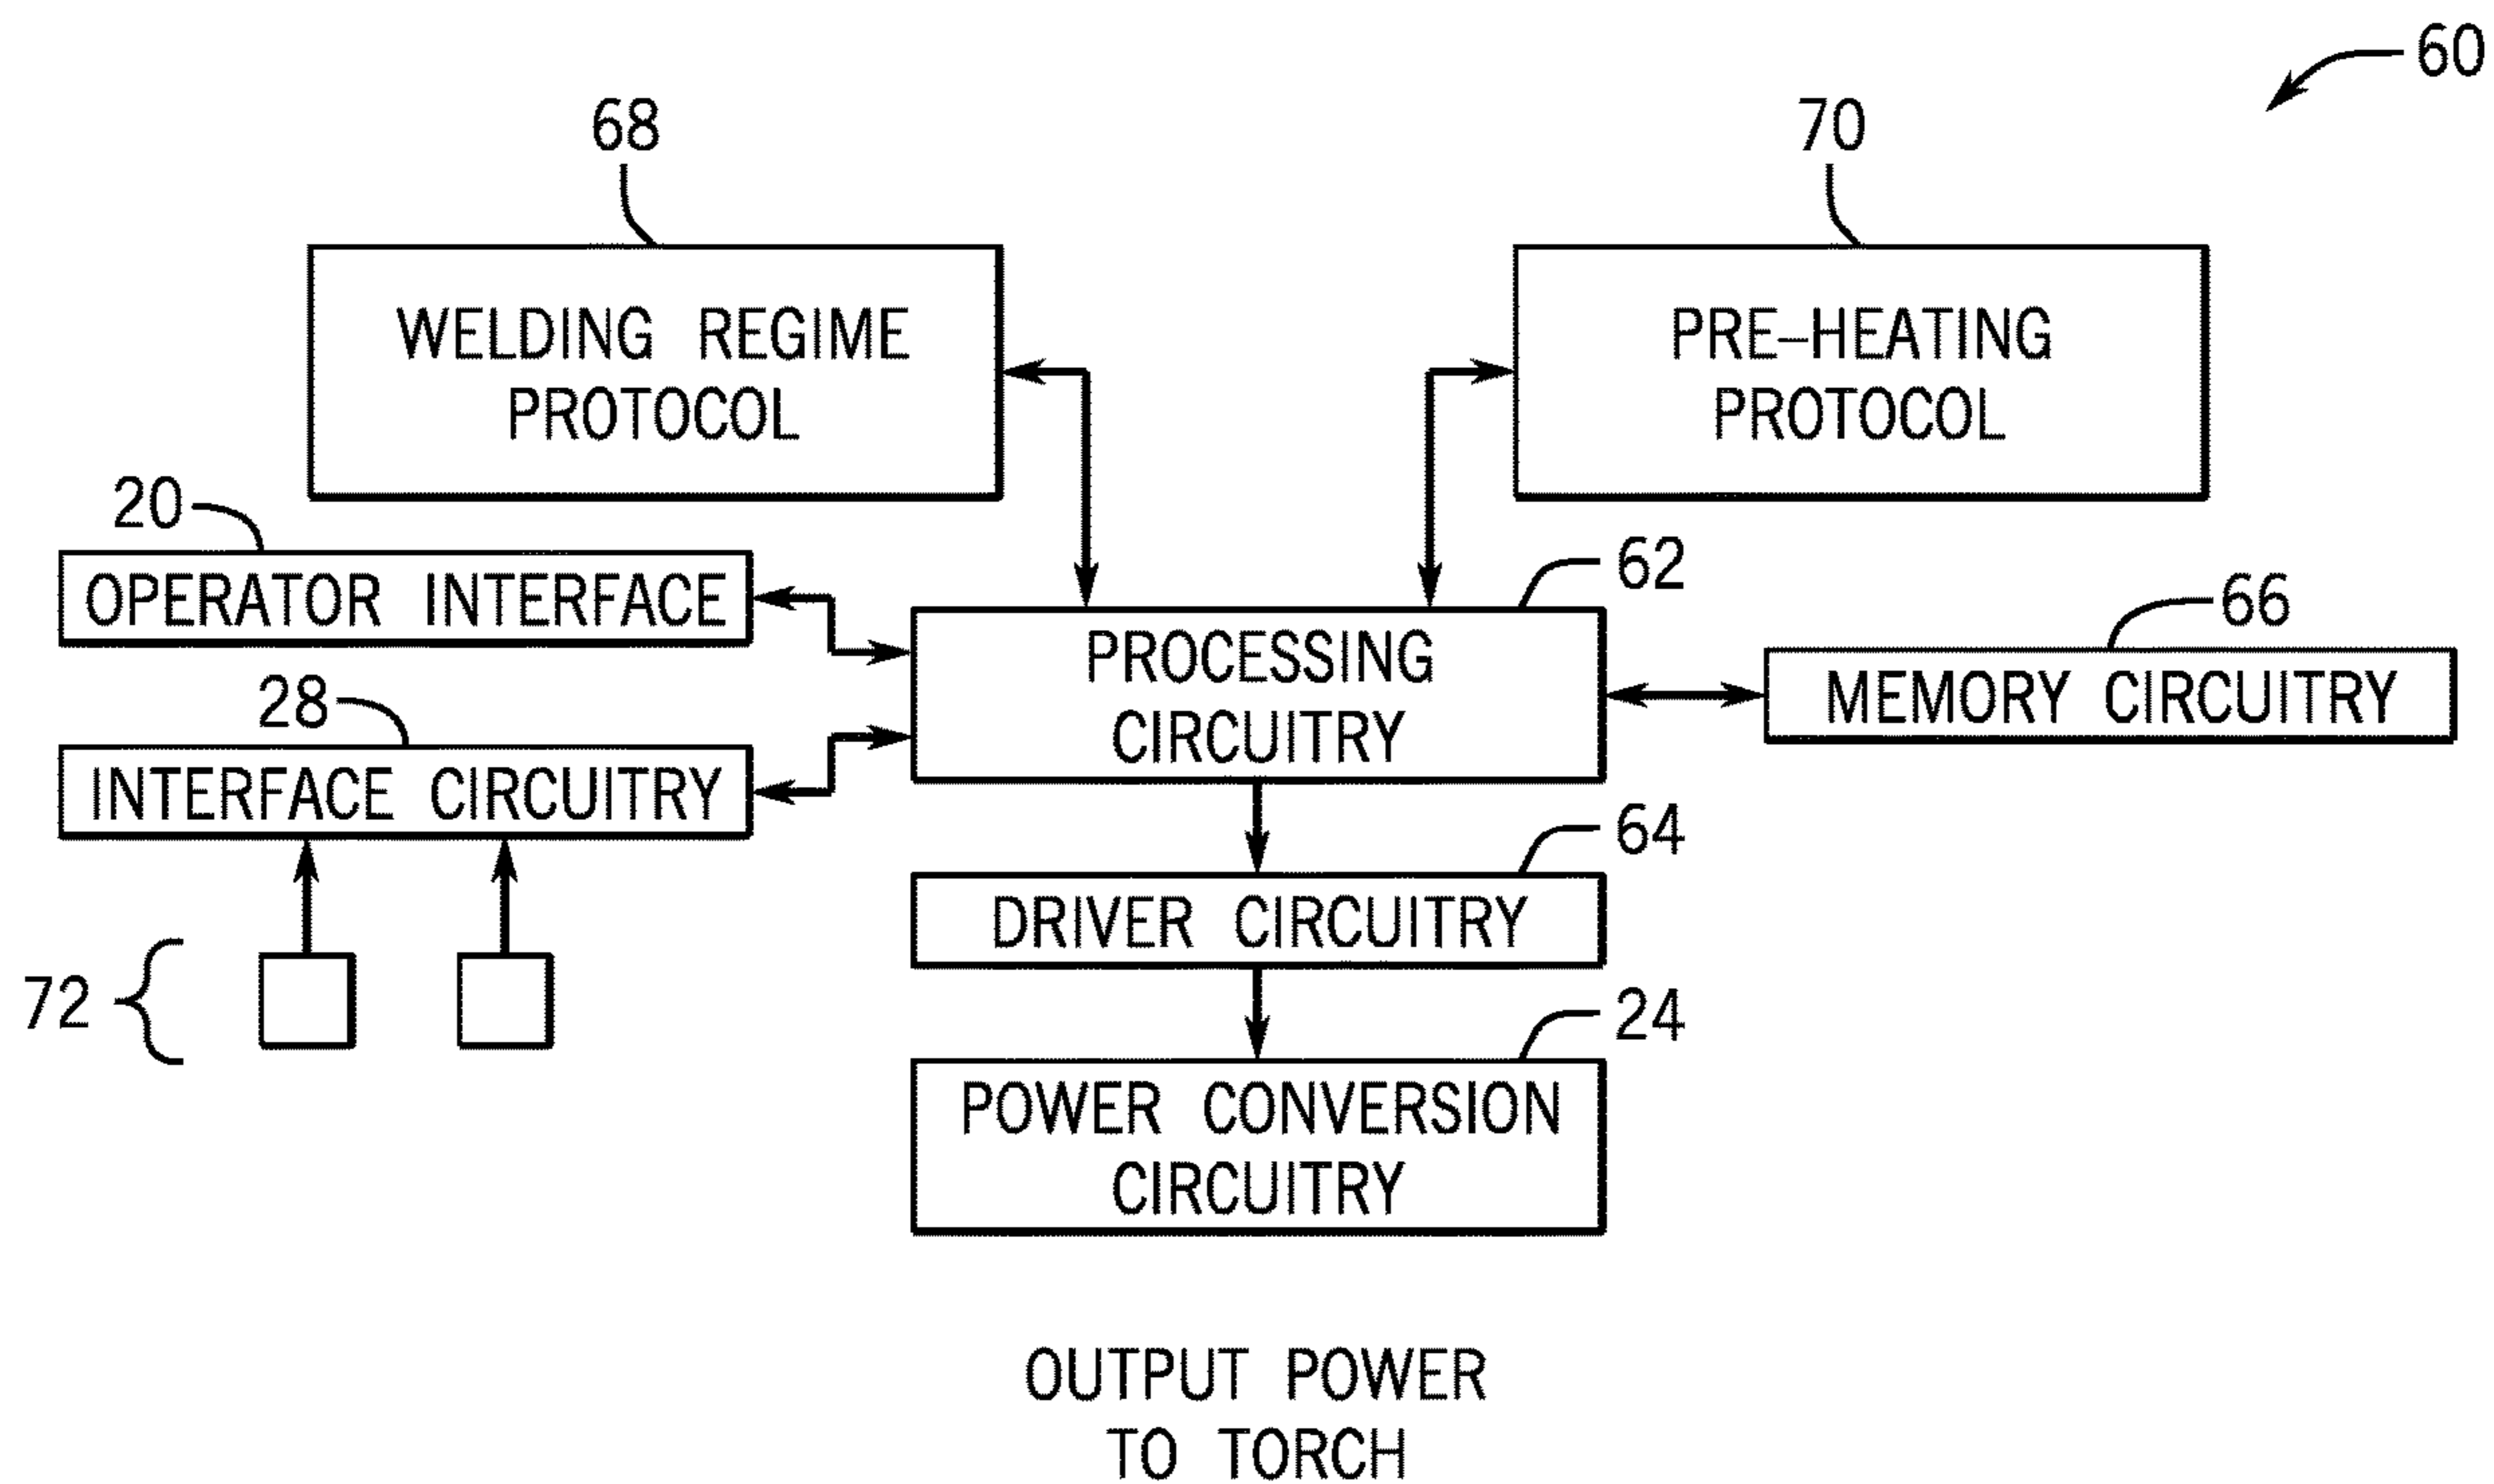 60
68
70
WELDING REGIME
PROTOCOL
PRE–HEATING
PROTOCOL
20
OPERATOR INTERFACE
62
PROCESSING
CIRCUITRY
66
MEMORY CIRCUITRY
28
INTERFACE CIRCUITRY
64
DRIVER CIRCUITRY
72
24
POWER CONVERSION
CIRCUITRY
OUTPUT POWER
TO TORCH